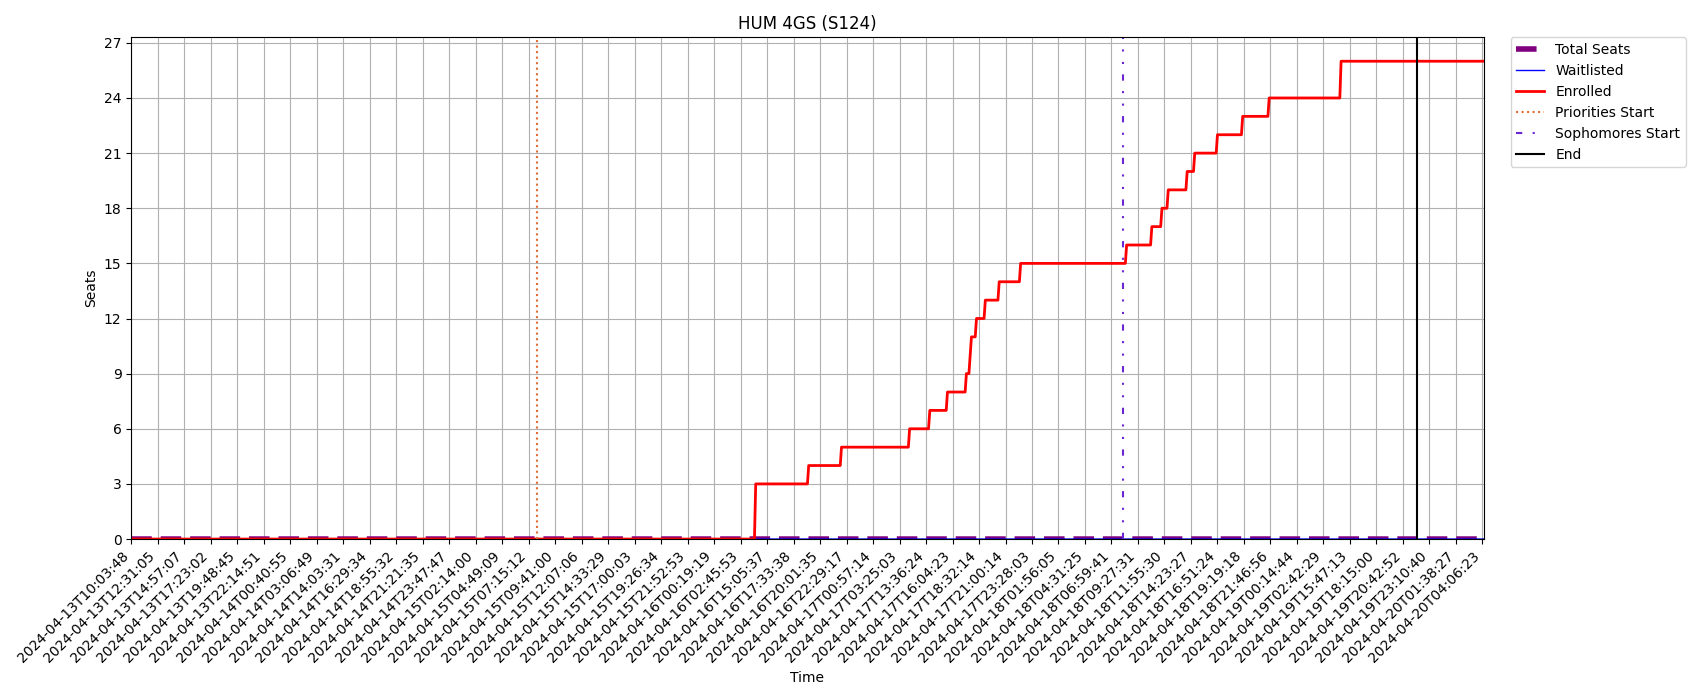 HUM 4GS (S124)
Total Seats
Waitlisted
Enrolled
Priorities Start
Sophomores Start
End
Seats
27
24
21
18
15
12
9
6
3
0
2024-04-13T10:03:48
2024-04-13T12:31:05
2024-04-13T14:57:07
2024-04-13T17:23:02
2024-04-13T19:48:45
2024-04-13T22:14:51
2024-04-14T00:40:55
2024-04-14T03:06:49
2024-04-14T14:03:31
2024-04-14T16:29:34
2024-04-14T18:55:32
2024-04-14T21:21:35
2024-04-14T23:47:47
2024-04-15T02:14:00
2024-04-15T04:49:09
2024-04-15T07:15:12
2024-04-15T09:41:00
2024-04-15T12:07:06
2024-04-15T14:33:29
2024-04-15T17:00:03
2024-04-15T19:26:34
2024-04-15T21:52:53
2024-04-16T00:19:19
2024-04-16T02:45:53
2024-04-16T15:05:37
2024-04-16T17:33:38
2024-04-16T20:01:35
2024-04-16T22:29:17
2024-04-17T00:57:14
2024-04-17T03:25:03
2024-04-17T13:36:24
2024-04-17T16:04:23
2024-04-17T18:32:14
2024-04-17T21:00:14
2024-04-17T23:28:03
2024-04-18T01:56:05
2024-04-18T04:31:25
2024-04-18T06:59:41
2024-04-18T09:27:31
2024-04-18T11:55:30
2024-04-18T14:23:27
2024-04-18T16:51:24
2024-04-18T19:19:18
2024-04-18T21:46:56
2024-04-19T00:14:44
2024-04-19T02:42:29
2024-04-19T15:47:13
2024-04-19T18:15:00
2024-04-19T20:42:52
2024-04-19T23:10:40
2024-04-20T01:38:27
2024-04-20T04:06:23
Time